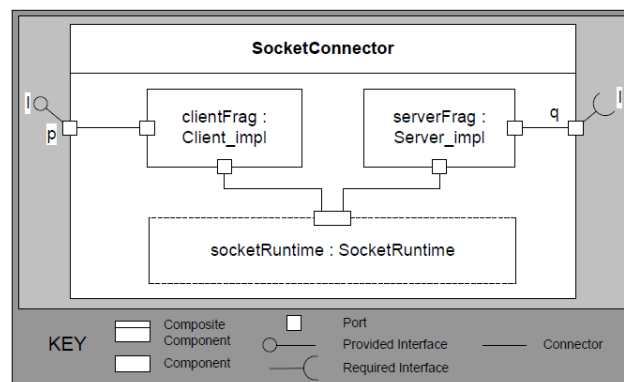 SocketConnector
I
p
clientFrag :
Client_impl
serverFrag :
Server_impl
q
I
socketRuntime : SocketRuntime
KEY
Composite
Component
Component
Port
Provided Interface
Required Interface
Connector